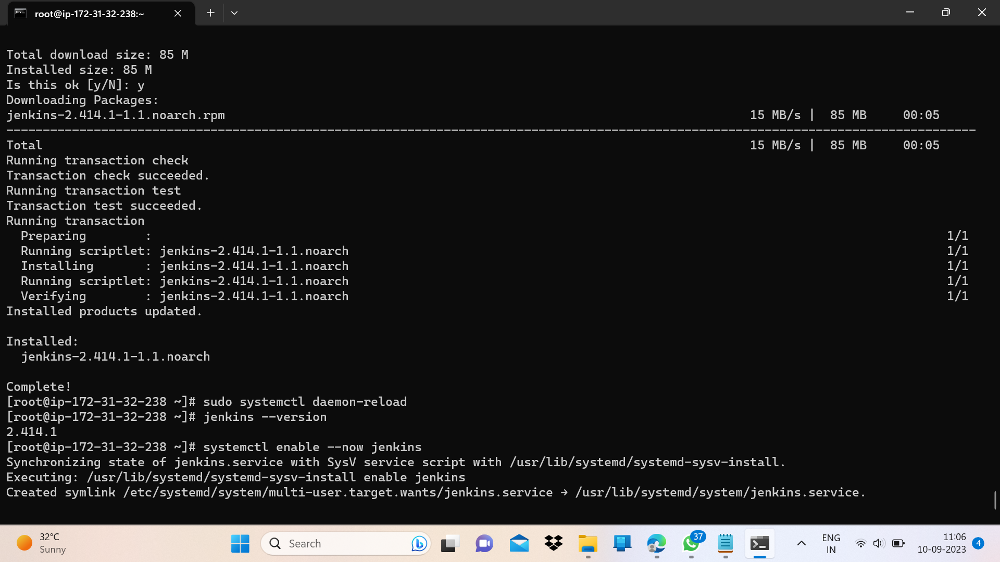 root@ip-172-31-32-238:~
Total download size: 85 M
Installed size: 85 M
Is this ok [y/N]: y
Downloading Packages:
jenkins-2.414.1-1.1.noarch.rpm 15 MB/s | 85 MB 00:05
--------------------------------------------------------------------------------------------------------------------------------------
Total 15 MB/s | 85 MB 00:05
Running transaction check
Transaction check succeeded.
Running transaction test
Transaction test succeeded.
Running transaction
Preparing : 1/1
Running scriptlet: jenkins-2.414.1-1.1.noarch 1/1
Installing : jenkins-2.414.1-1.1.noarch 1/1
Running scriptlet: jenkins-2.414.1-1.1.noarch 1/1
Verifying : jenkins-2.414.1-1.1.noarch 1/1
Installed products updated.
Installed:
jenkins-2.414.1-1.1.noarch
Complete!
[root@ip-172-31-32-238 ~]# sudo systemctl daemon-reload
[root@ip-172-31-32-238 ~]# jenkins --version
2.414.1
[root@ip-172-31-32-238 ~]# systemctl enable --now jenkins
Synchronizing state of jenkins.service with SysV service script with /usr/lib/systemd/systemd-sysv-install.
Executing: /usr/lib/systemd/systemd-sysv-install enable jenkins
Created symlink /etc/systemd/system/multi-user.target.wants/jenkins.service → /usr/lib/systemd/system/jenkins.service.
32°C
Sunny
Search
37
ENG
IN
11:06
10-09-2023
4